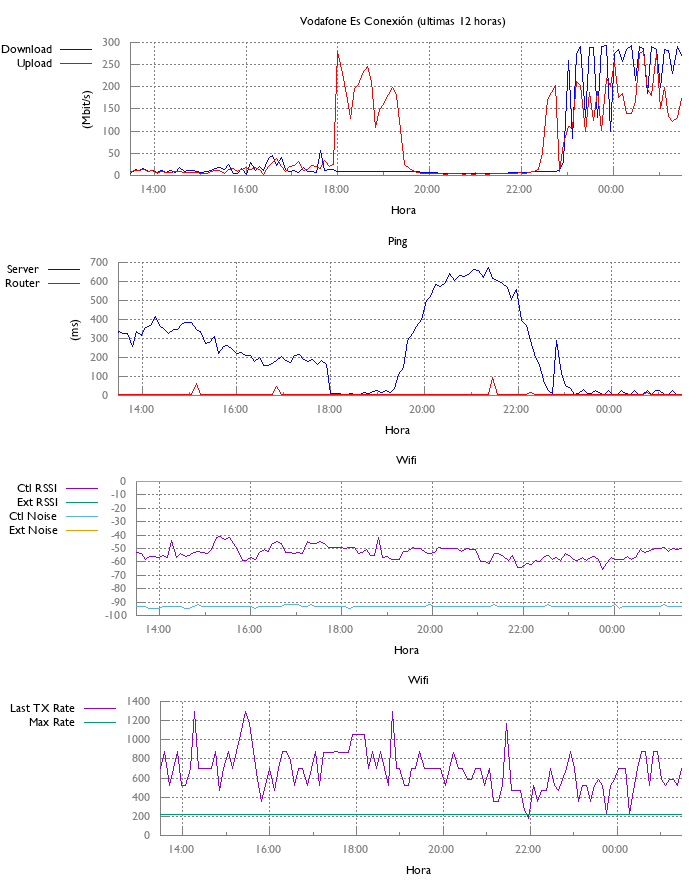 Vodafone Es Conexión (ultimas 12 horas)
Download
Upload
(Mbit/s)
300
250
200
150
100
50
0
14:00 16:00 18:00 20:00 22:00 00:00
Hora
Ping
Server
Router
(ms)
700
600
500
400
300
200
100
0
14:00 16:00 18:00 20:00 22:00 00:00
Hora
Wifi
Ctl RSSI
Ext RSSI
Ctl Noise
Ext Noise
0
-10
-20
-30
-40
-50
-60
-70
-80
-90
-100
14:00 16:00 18:00 20:00 22:00 00:00
Hora
Wifi
Last TX Rate
Max Rate
1400
1200
1000
800
600
400
200
0
14:00 16:00 18:00 20:00 22:00 00:00
Hora